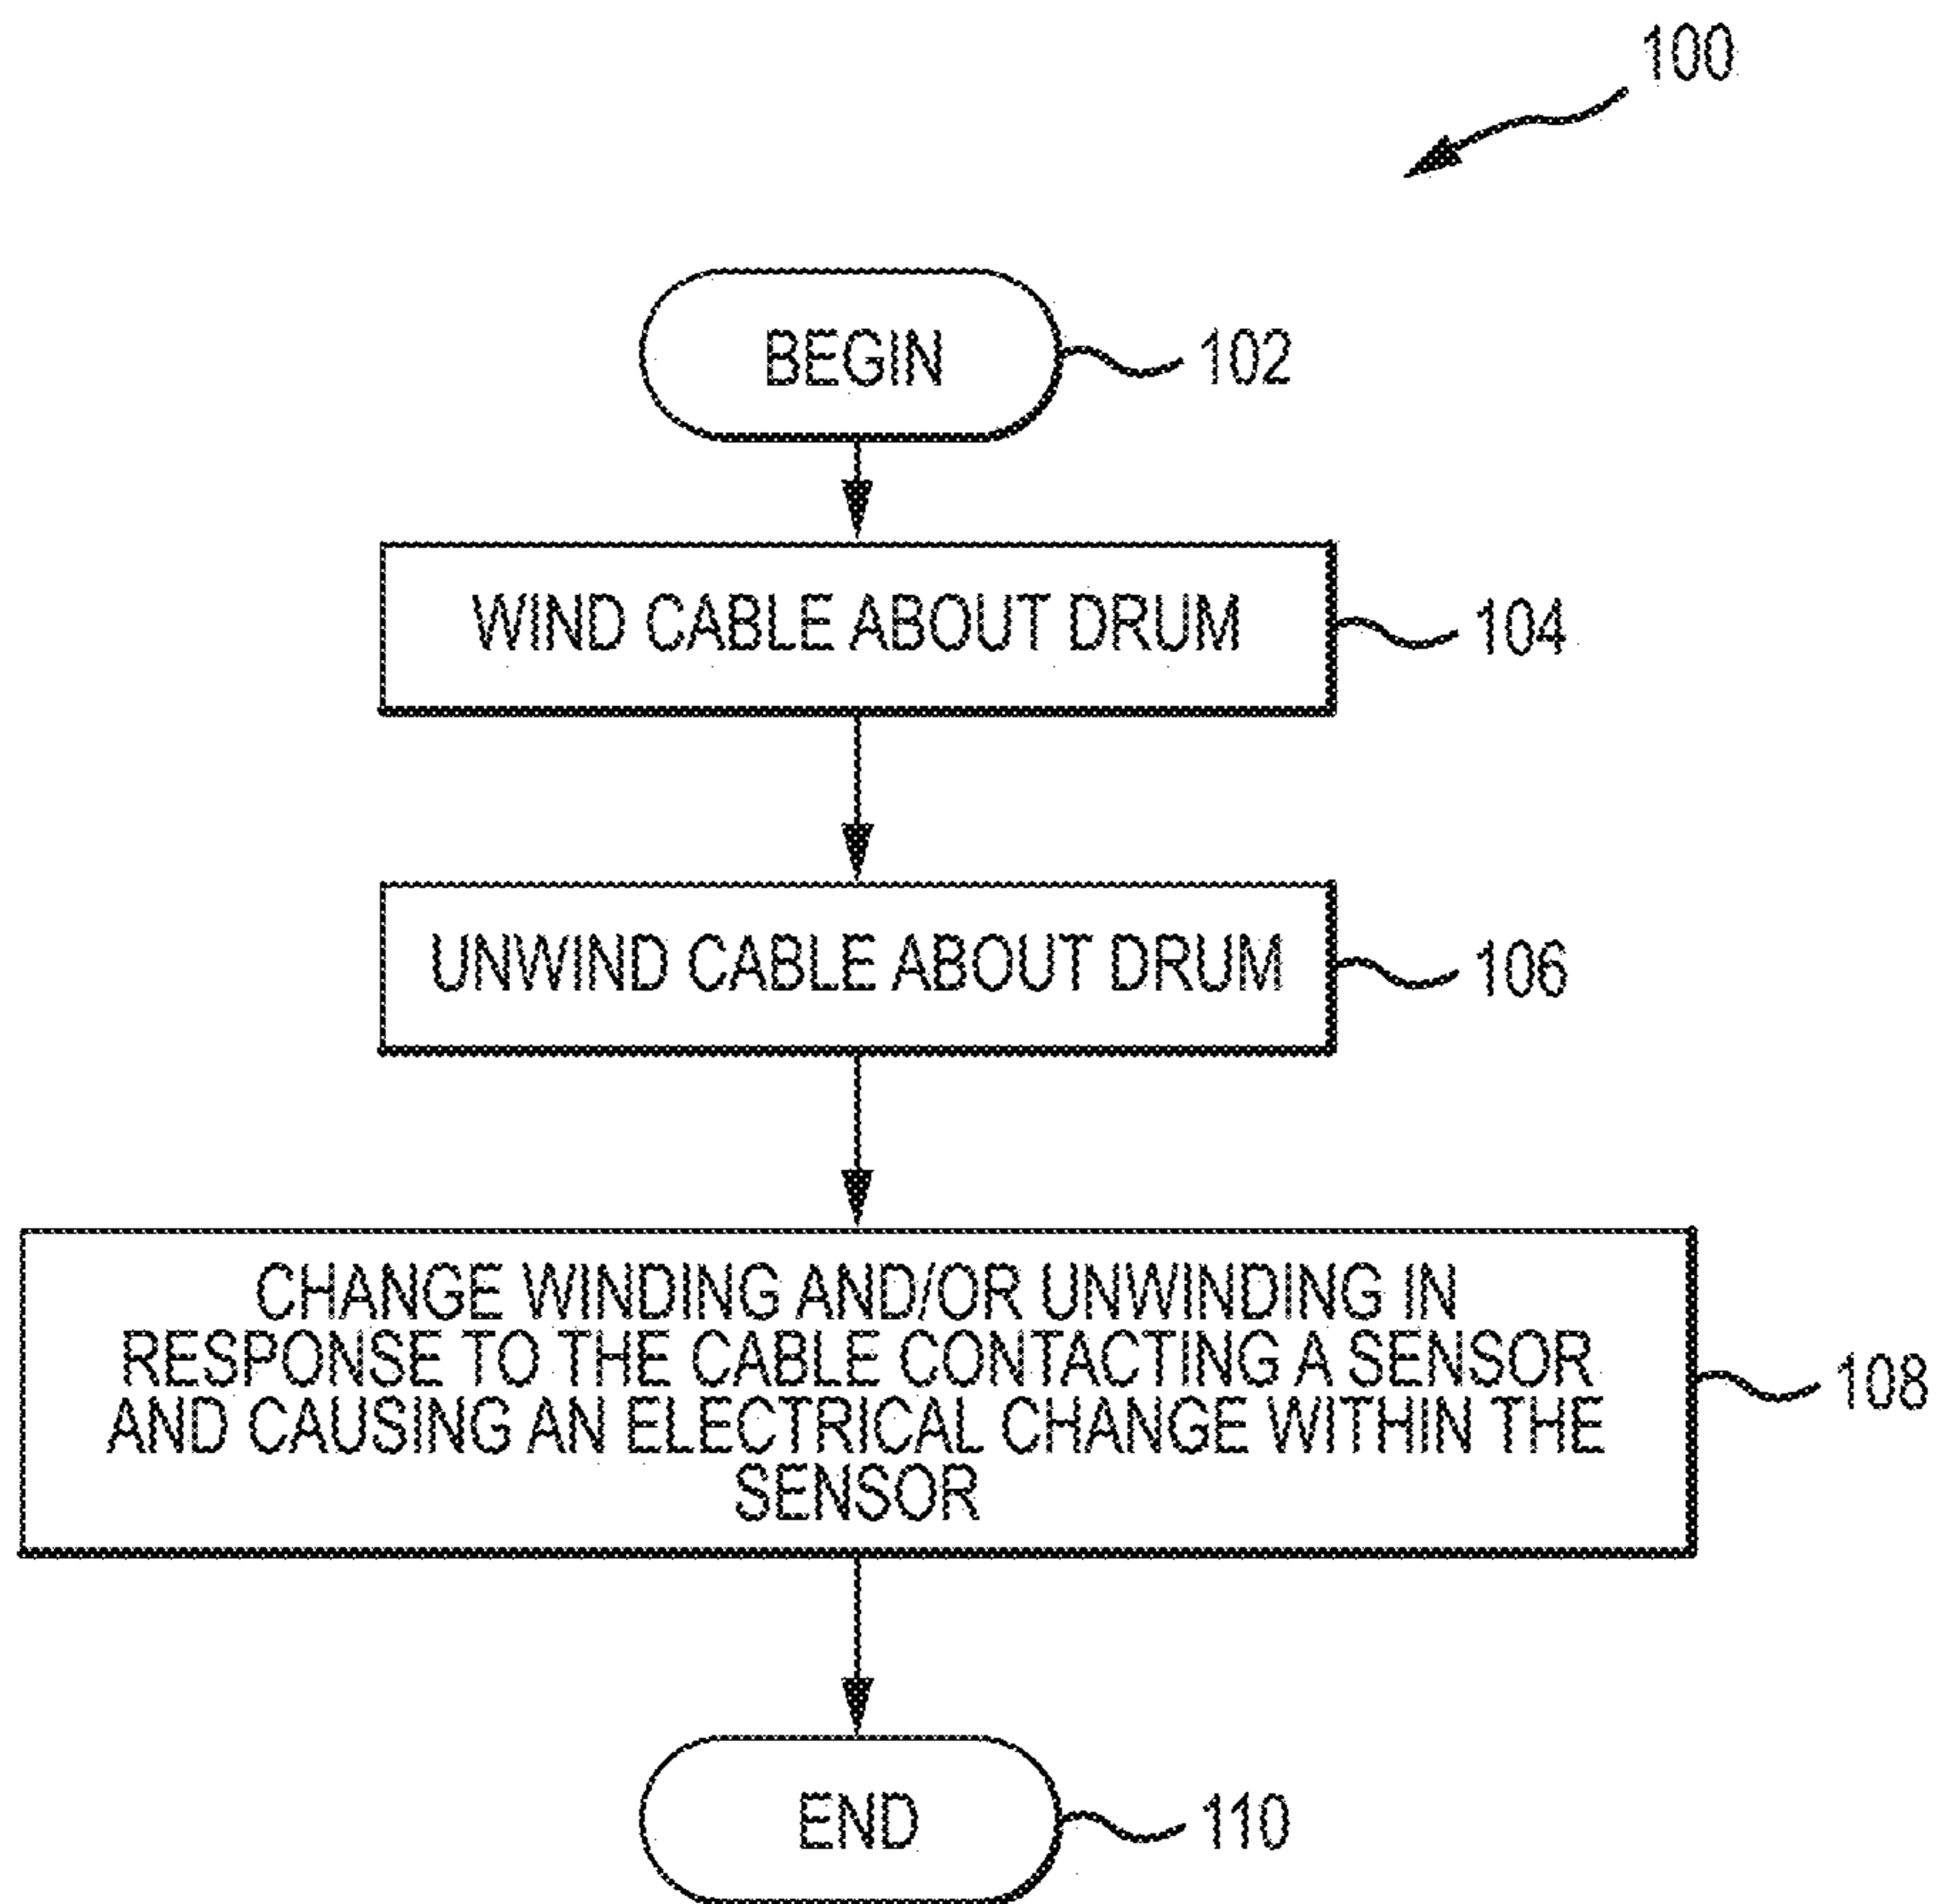 100
BEGIN
102
WIND CABLE ABOUT DRUM
104
UNWIND CABLE ABOUT DRUM
106
CHANGE WINDING AND/OR UNWINDING IN
RESPONSE TO THE CABLE CONTACTING A SENSOR
AND CAUSING AN ELECTRICAL CHANGE WITHIN THE
SENSOR
108
END
110